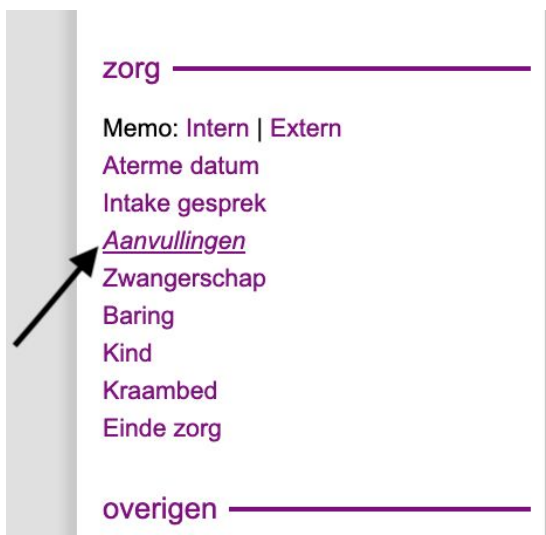 zorg
Memo: Intern | Extern
Aterme datum
Intake gesprek
Aanvullingen
Zwangerschap
Baring
Kind
Kraambed
Einde zorg
overigen